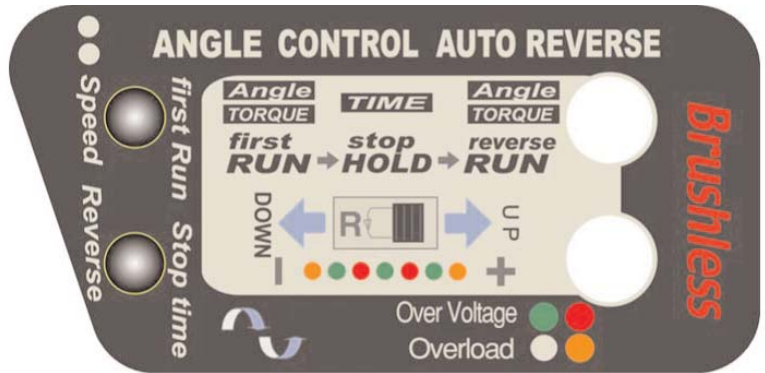 ANGLE CONTROL AUTO REVERSE
first Run Stop time
Speed Reverse
Angle TIME Angle
TORQUE TORQUE
first stop reverse
RUN HOLD RUN
DOWN R UP
- +
Over Voltage
Overload
Brushless